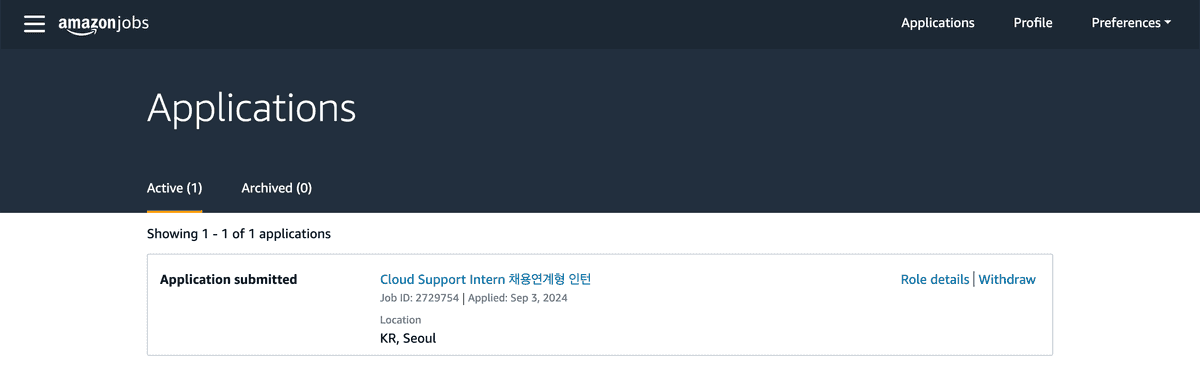 amazonjobs
Applications Profile Preferences
Applications
Active (1) Archived (0)
Showing 1 - 1 of 1 applications
Application submitted
Cloud Support Intern 채용연계형 인턴
Role details | Withdraw
Job ID: 2729754 | Applied: Sep 3, 2024
Location
KR, Seoul